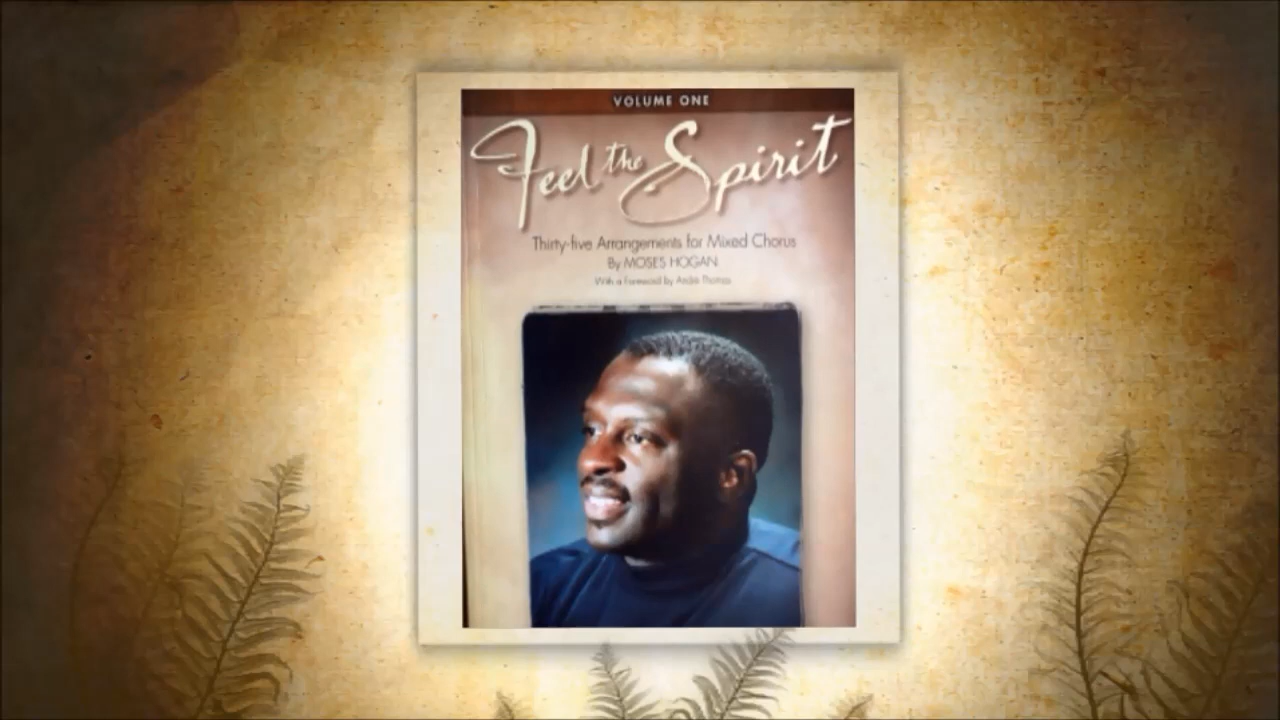 VOLUME ONE
Feel the Spirit
Thirty-five Arrangements for Mixed Chorus
By MOSES HOGAN
With a Foreword by André Thomas